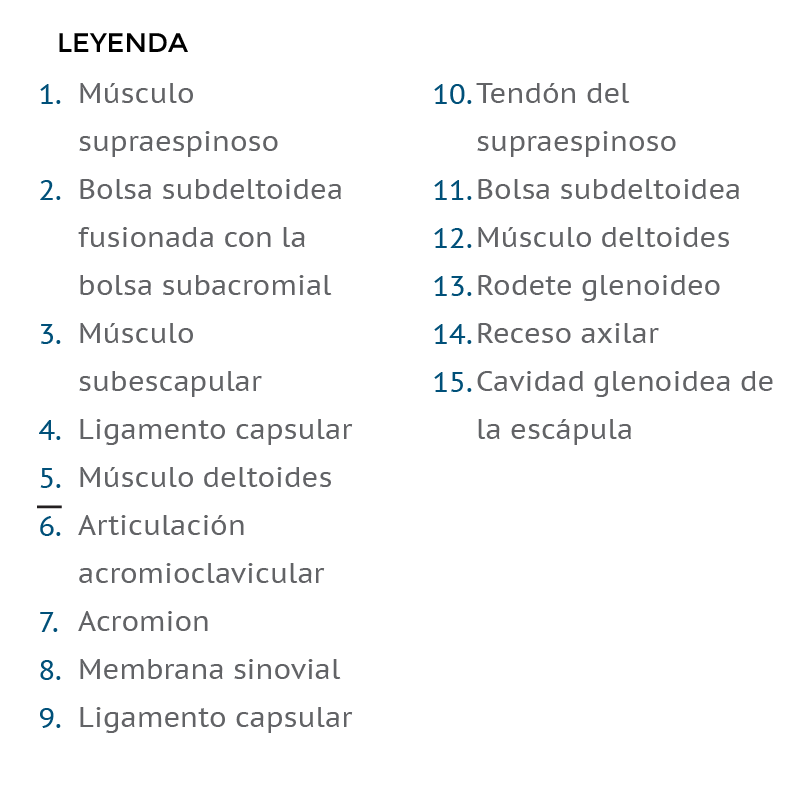 LEYENDA
1. Músculo
supraespinoso
2. Bolsa subdeltoidea
fusionada con la
bolsa subacromial
3. Músculo
subescapular
4. Ligamento capsular
5. Músculo deltoides
6. Articulación
acromioclavicular
7. Acromion
8. Membrana sinovial
9. Ligamento capsular
10. Tendón del
supraespinoso
11. Bolsa subdeltoidea
12. Músculo deltoides
13. Rodete glenoideo
14. Receso axilar
15. Cavidad glenoidea de
la escápula